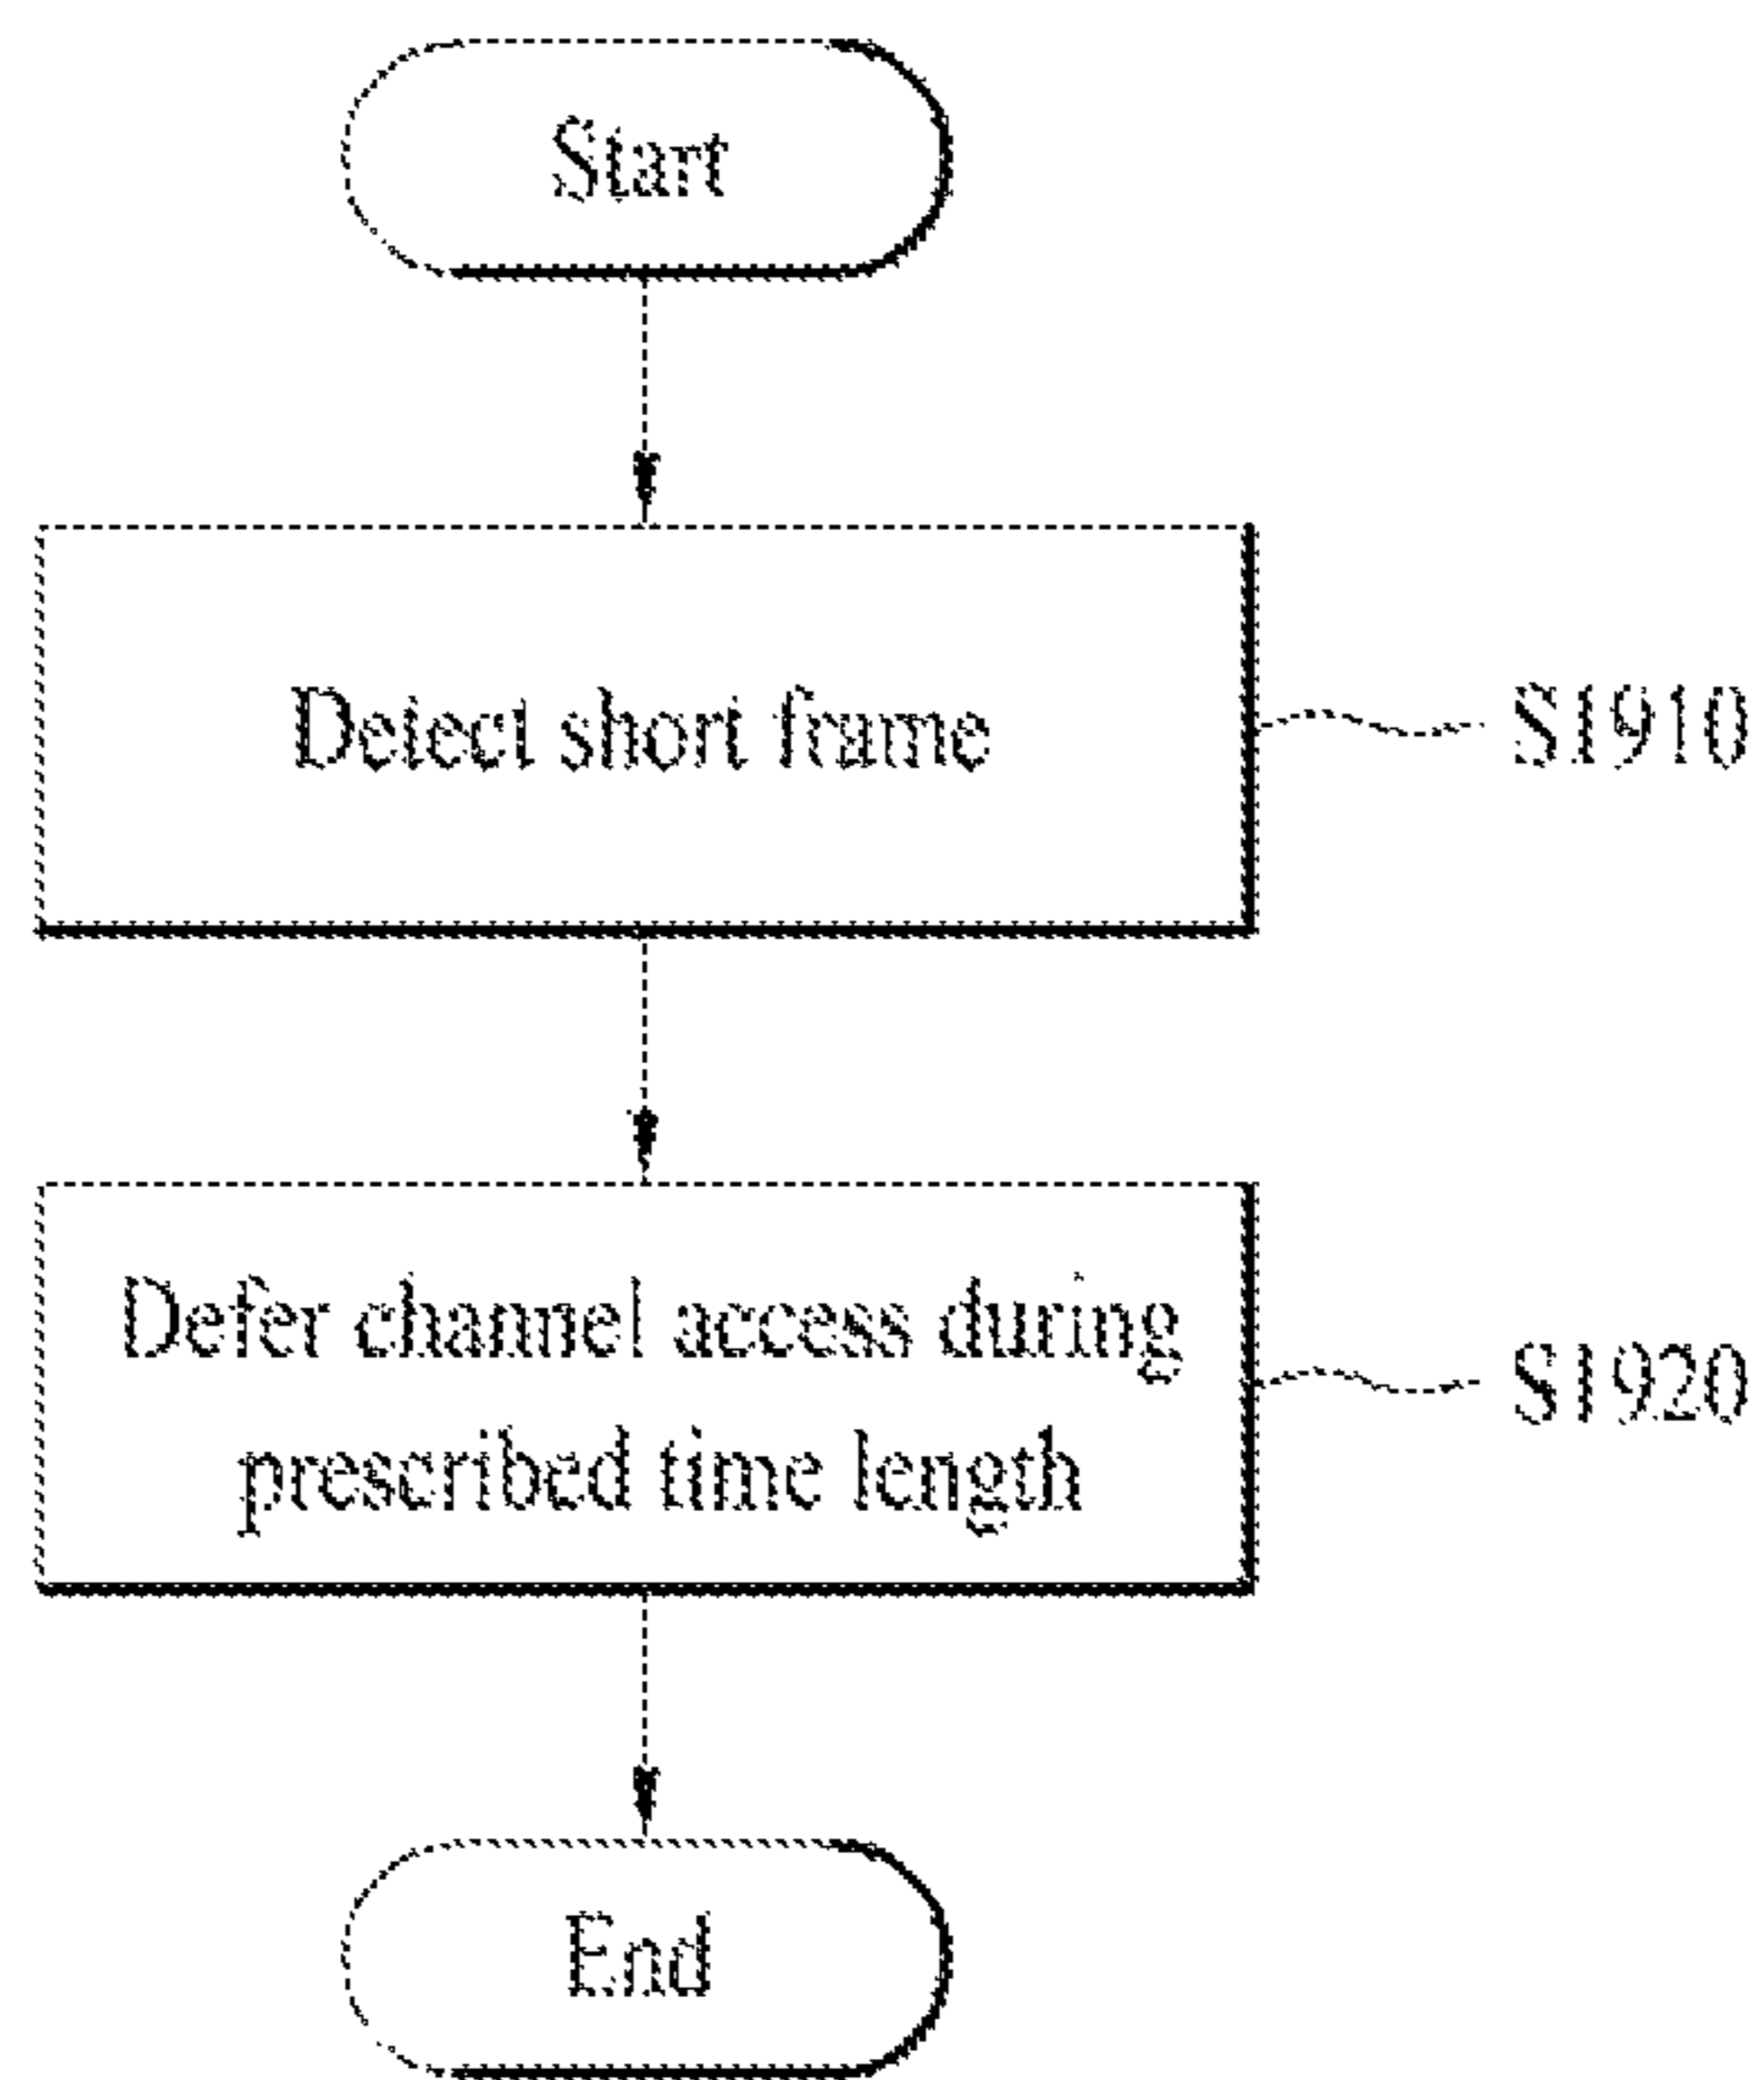 Start
Detect short frame
S1910
Defer channel access during
prescribed time length
S1920
End